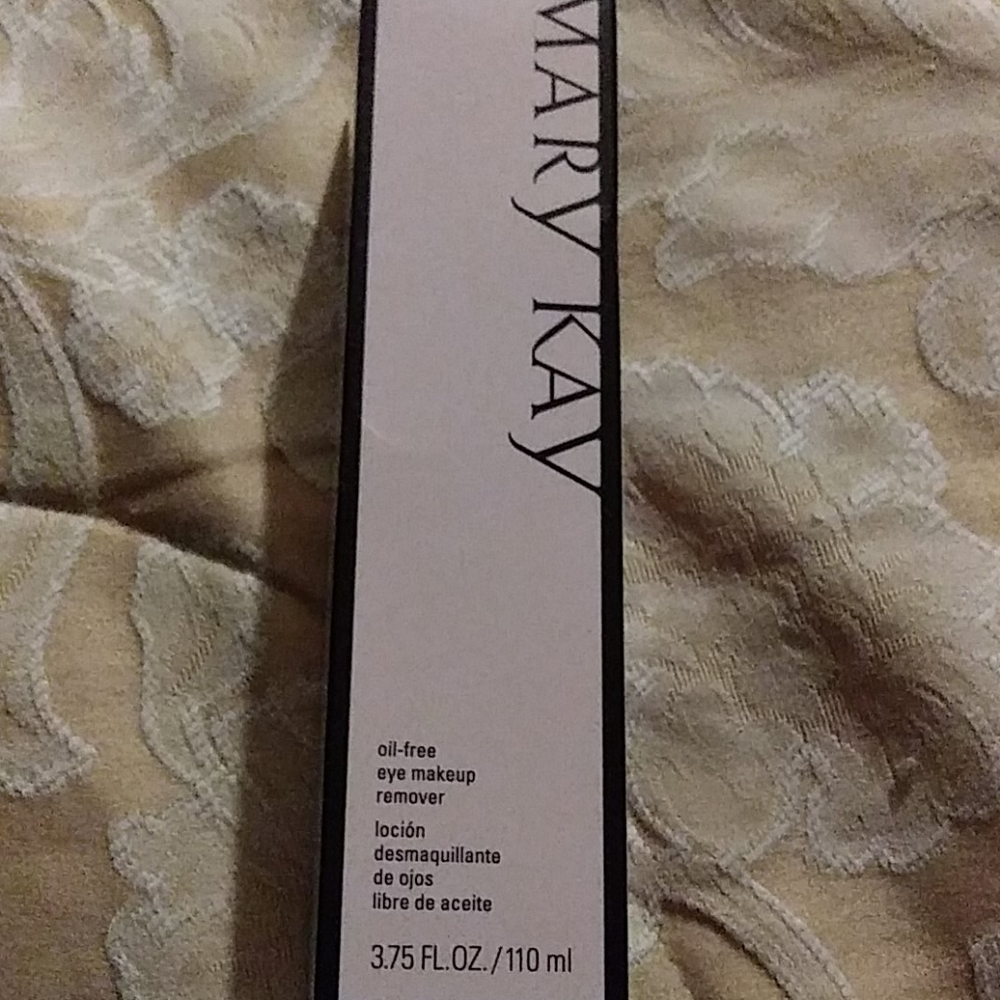 MARY KAY
oil-free
eye makeup
remover
loción
desmaquillante
de ojos
libre de aceite
3.75 FL.OZ./110 ml